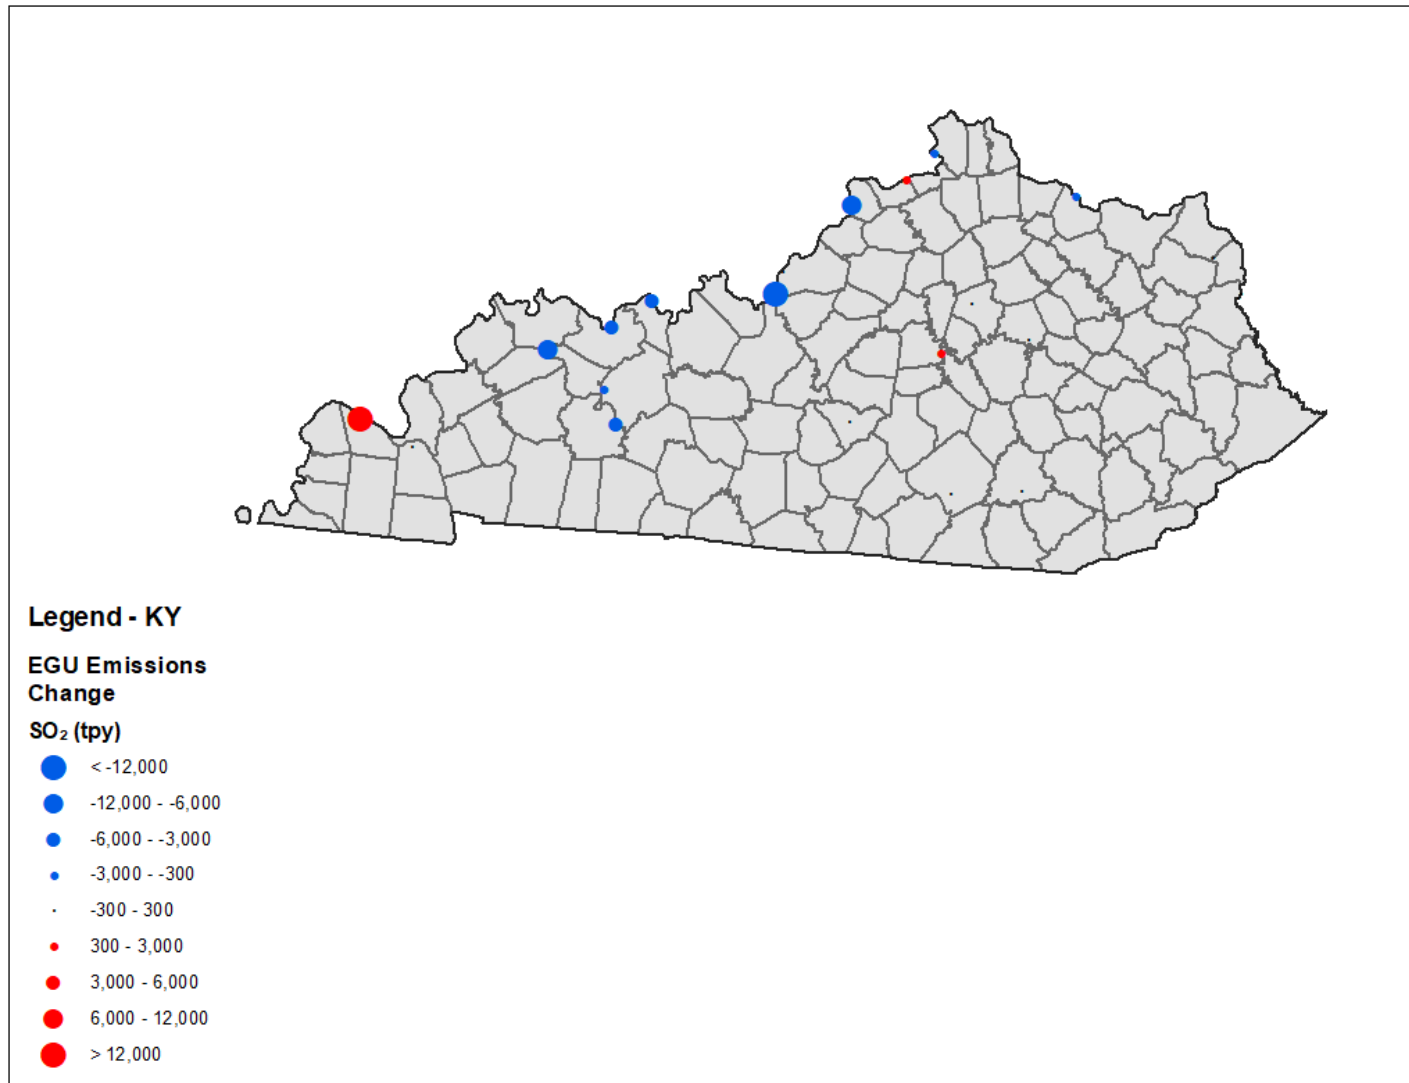 Legend - KY
EGU Emissions
Change
SO₂ (tpy)
< -12,000
-12,000 - -6,000
-6,000 - -3,000
-3,000 - -300
-300 - 300
300 - 3,000
3,000 - 6,000
6,000 - 12,000
> 12,000